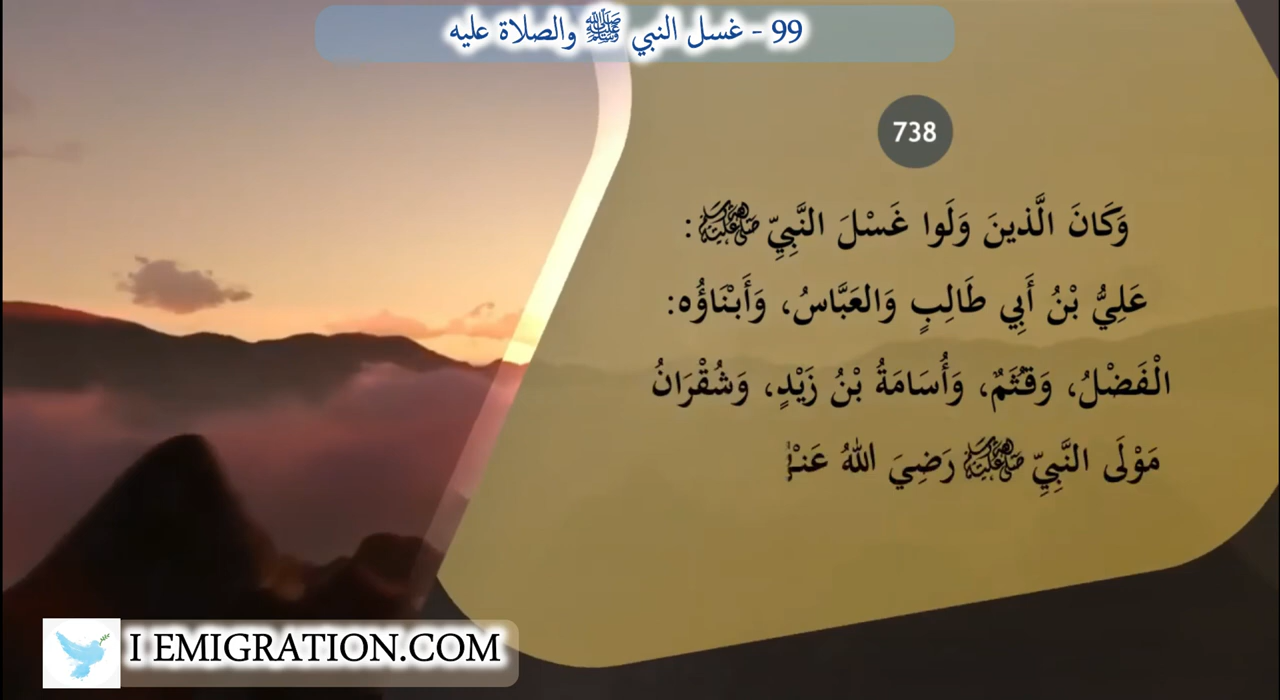 99 - غسل النبي ﷺ والصلاة عليه
738
وَكَانَ الَّذينَ وَلَوا غَسْلَ النَّبِيِّ ﷺ:
عَلِيُّ بْنُ أَبِي طَالِبٍ وَالعَبَّاسُ، وَأَبْنَاؤُه:
الْفَضْلُ، وَقُثَمٌ، وَأُسَامَةُ بْنُ زَيْدٍ، وَشُقْرَانُ
مَوْلَى النَّبِيِّ ﷺ رَضِيَ اللهُ
I EMIGRATION.COM